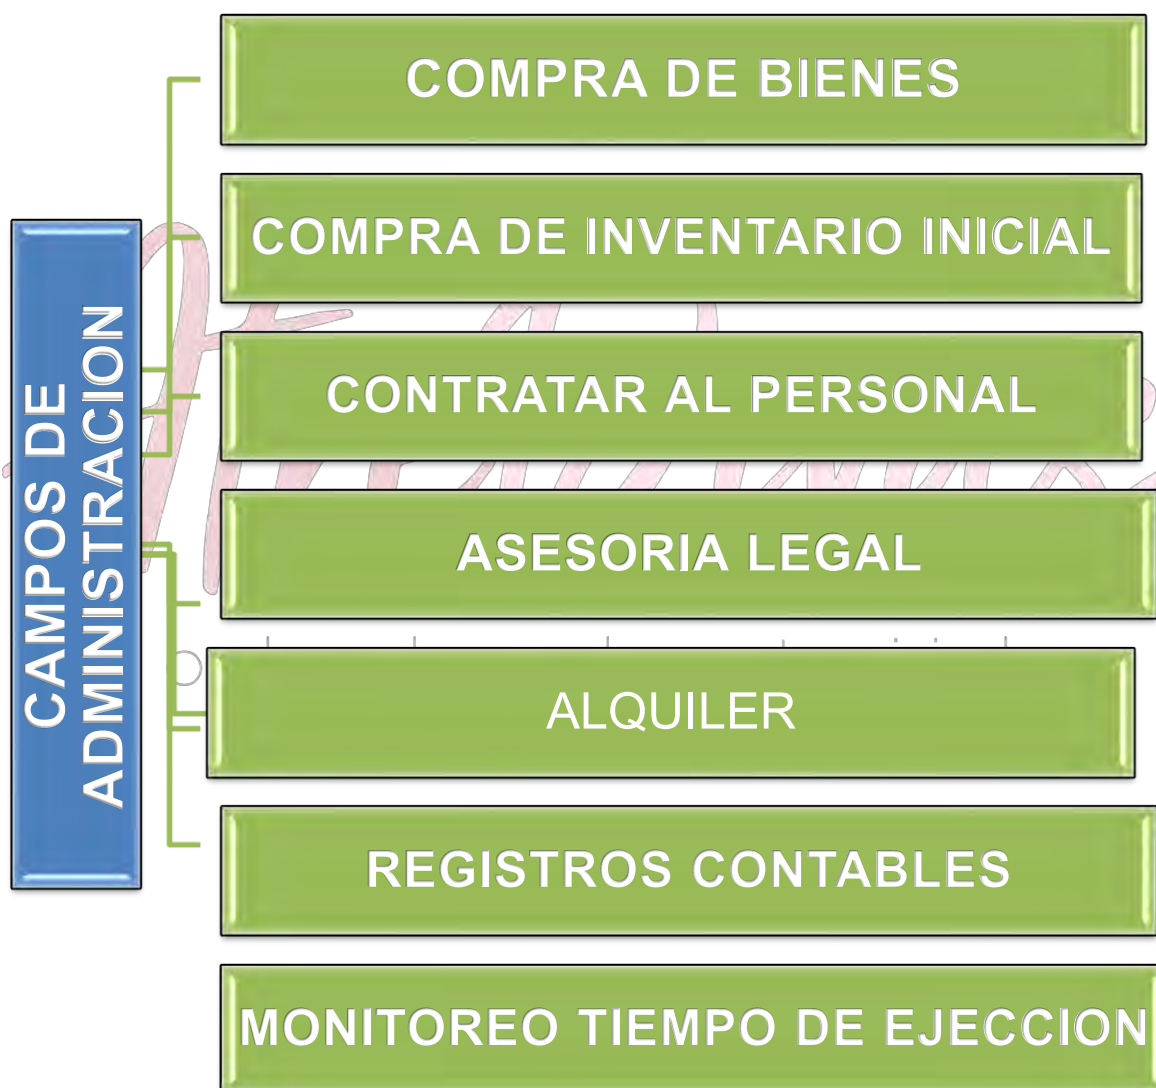 COMPRA DE BIENES
COMPRA DE INVENTARIO INICIAL
CONTRATAR AL PERSONAL
CAMPOS DE
ADMINISTRACION
ASESORIA LEGAL
ALQUILER
REGISTROS CONTABLES
MONITOREO TIEMPO DE EJECCION